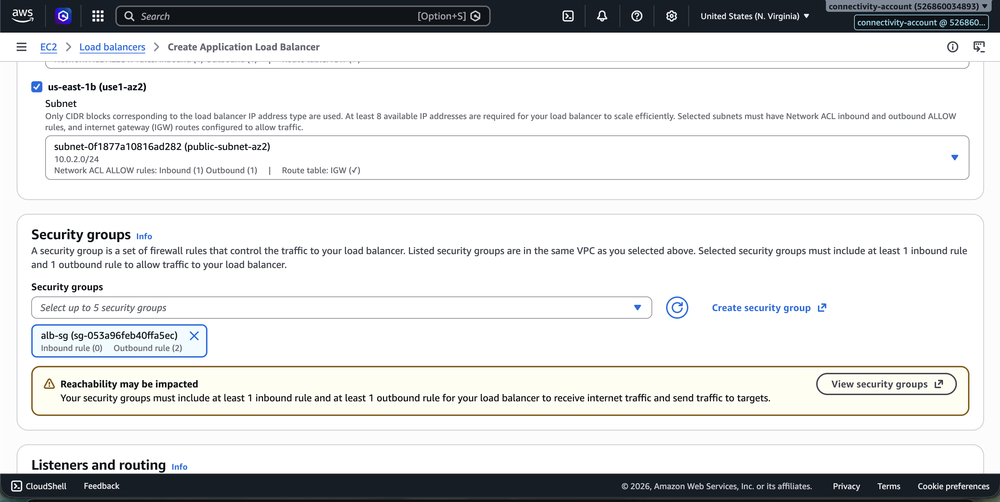 aws
Search
[Option+S]
United States (N. Virginia)
connectivity-account (526860034893)
connectivity-account @ 526860...
EC2
Load balancers
Create Application Load Balancer
us-east-1b (use1-az2)
Subnet
Only CIDR blocks corresponding to the load balancer IP address type are used. At least 8 available IP addresses are required for your load balancer to scale efficiently. Selected subnets must have Network ACL inbound and outbound ALLOW
rules, and internet gateway (IGW) routes configured to allow traffic.
subnet-0f1877a10816ad282 (public-subnet-az2)
10.0.2.0/24
Network ACL ALLOW rules: Inbound (1) Outbound (1) | Route table: IGW (✓)
Security groups Info
A security group is a set of firewall rules that control the traffic to your load balancer. Listed security groups are in the same VPC as you selected above. Selected security groups must include at least 1 inbound rule
and 1 outbound rule to allow traffic to your load balancer.
Security groups
Select up to 5 security groups
Create security group
alb-sg (sg-053a96feb40ffa5ec)
Inbound rule (0) Outbound rule (2)
Reachability may be impacted
Your security groups must include at least 1 inbound rule and at least 1 outbound rule for your load balancer to receive internet traffic and send traffic to targets.
View security groups
Listeners and routing Info
CloudShell
Feedback
© 2026, Amazon Web Services, Inc. or its affiliates.
Privacy
Terms
Cookie preferences